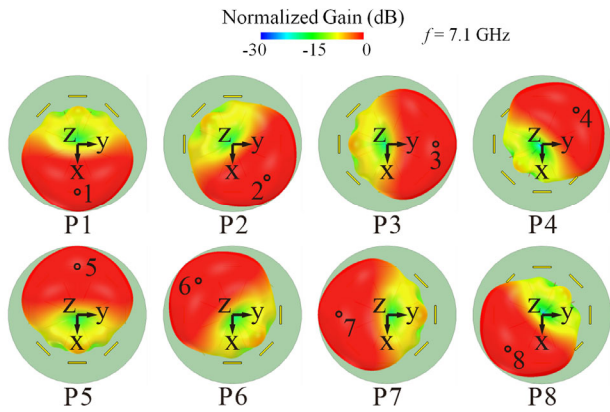 Normalized Gain (dB)
f = 7.1 GHz
-30 -15 0
Z y x 1
Z y x 2
Z y x 3
Z y x 4
P1 P2 P3 P4
Z y x 5
Z y x 6
Z y x 7
Z y x 8
P5 P6 P7 P8